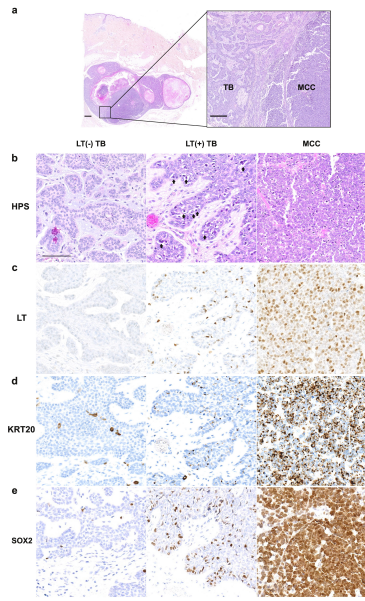 a
TB
MCC
LT(-) TB
LT(+) TB
MCC
b
HPS
c
LT
d
KRT20
e
SOX2